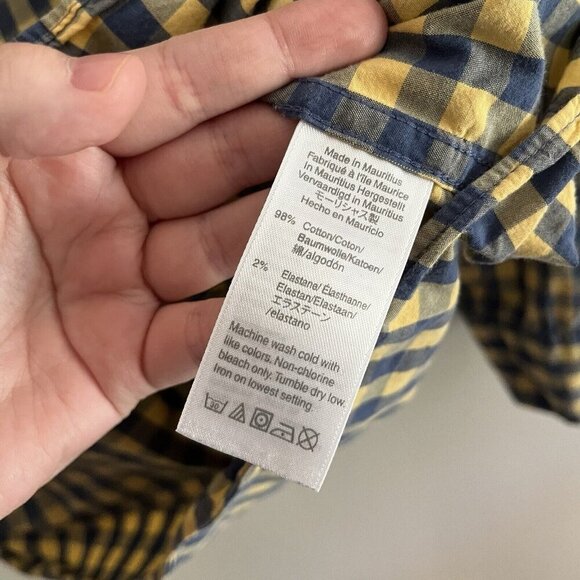 Made in Mauritius
Fabriqué à l'Ile Maurice
In Mauritius Hergestellt
Vervaardigd in Mauritius
モーリシャス製
Hecho en Mauricio
98% Cotton/Coton/
Baumwolle/Katoen/
綿/algodón
2% Elastane/Élasthanne/
Elastan/Elastaan/
エラステーン
/elastano
Machine wash cold with
like colors. Non-chlorine
bleach only. Tumble dry low.
Iron on lowest setting.
30